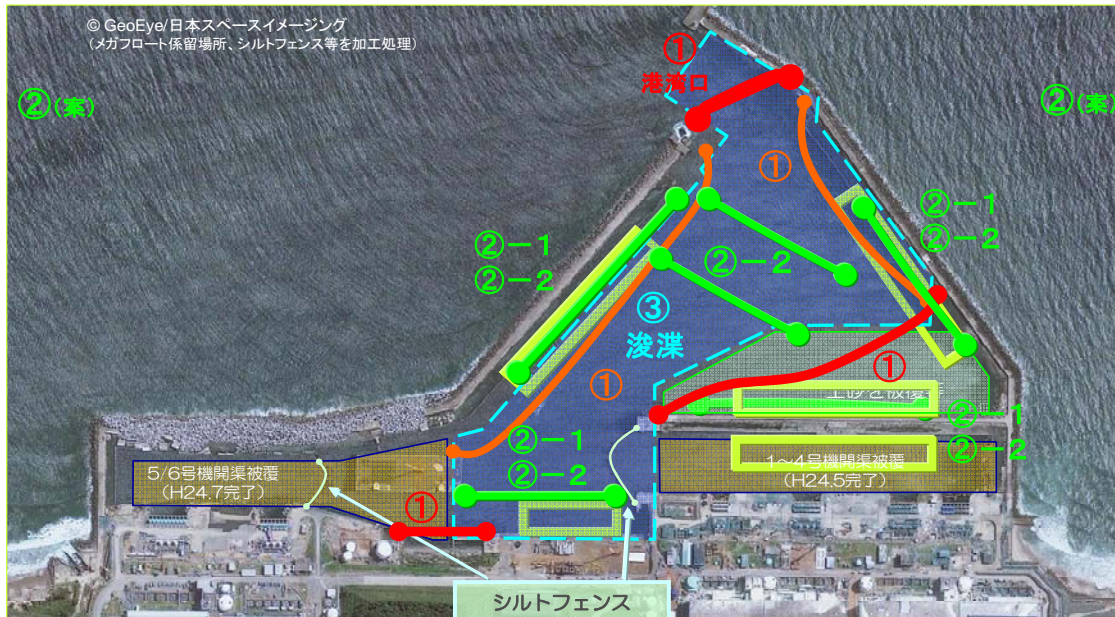 © GeoEye/日本スペースイメージング
(メガフロート係留場所、シルトフェンス等を加工処理)
①
港湾口
②(案)
②(案)
①
②－1
②－2
②－1
②－2
②－2
③
浚渫
①
①
②－1
②－2
②－1
②－2
5/6号機開渠被覆
(H24.7完了)
1～4号機開渠被覆
(H24.5完了)
①
シルトフェンス